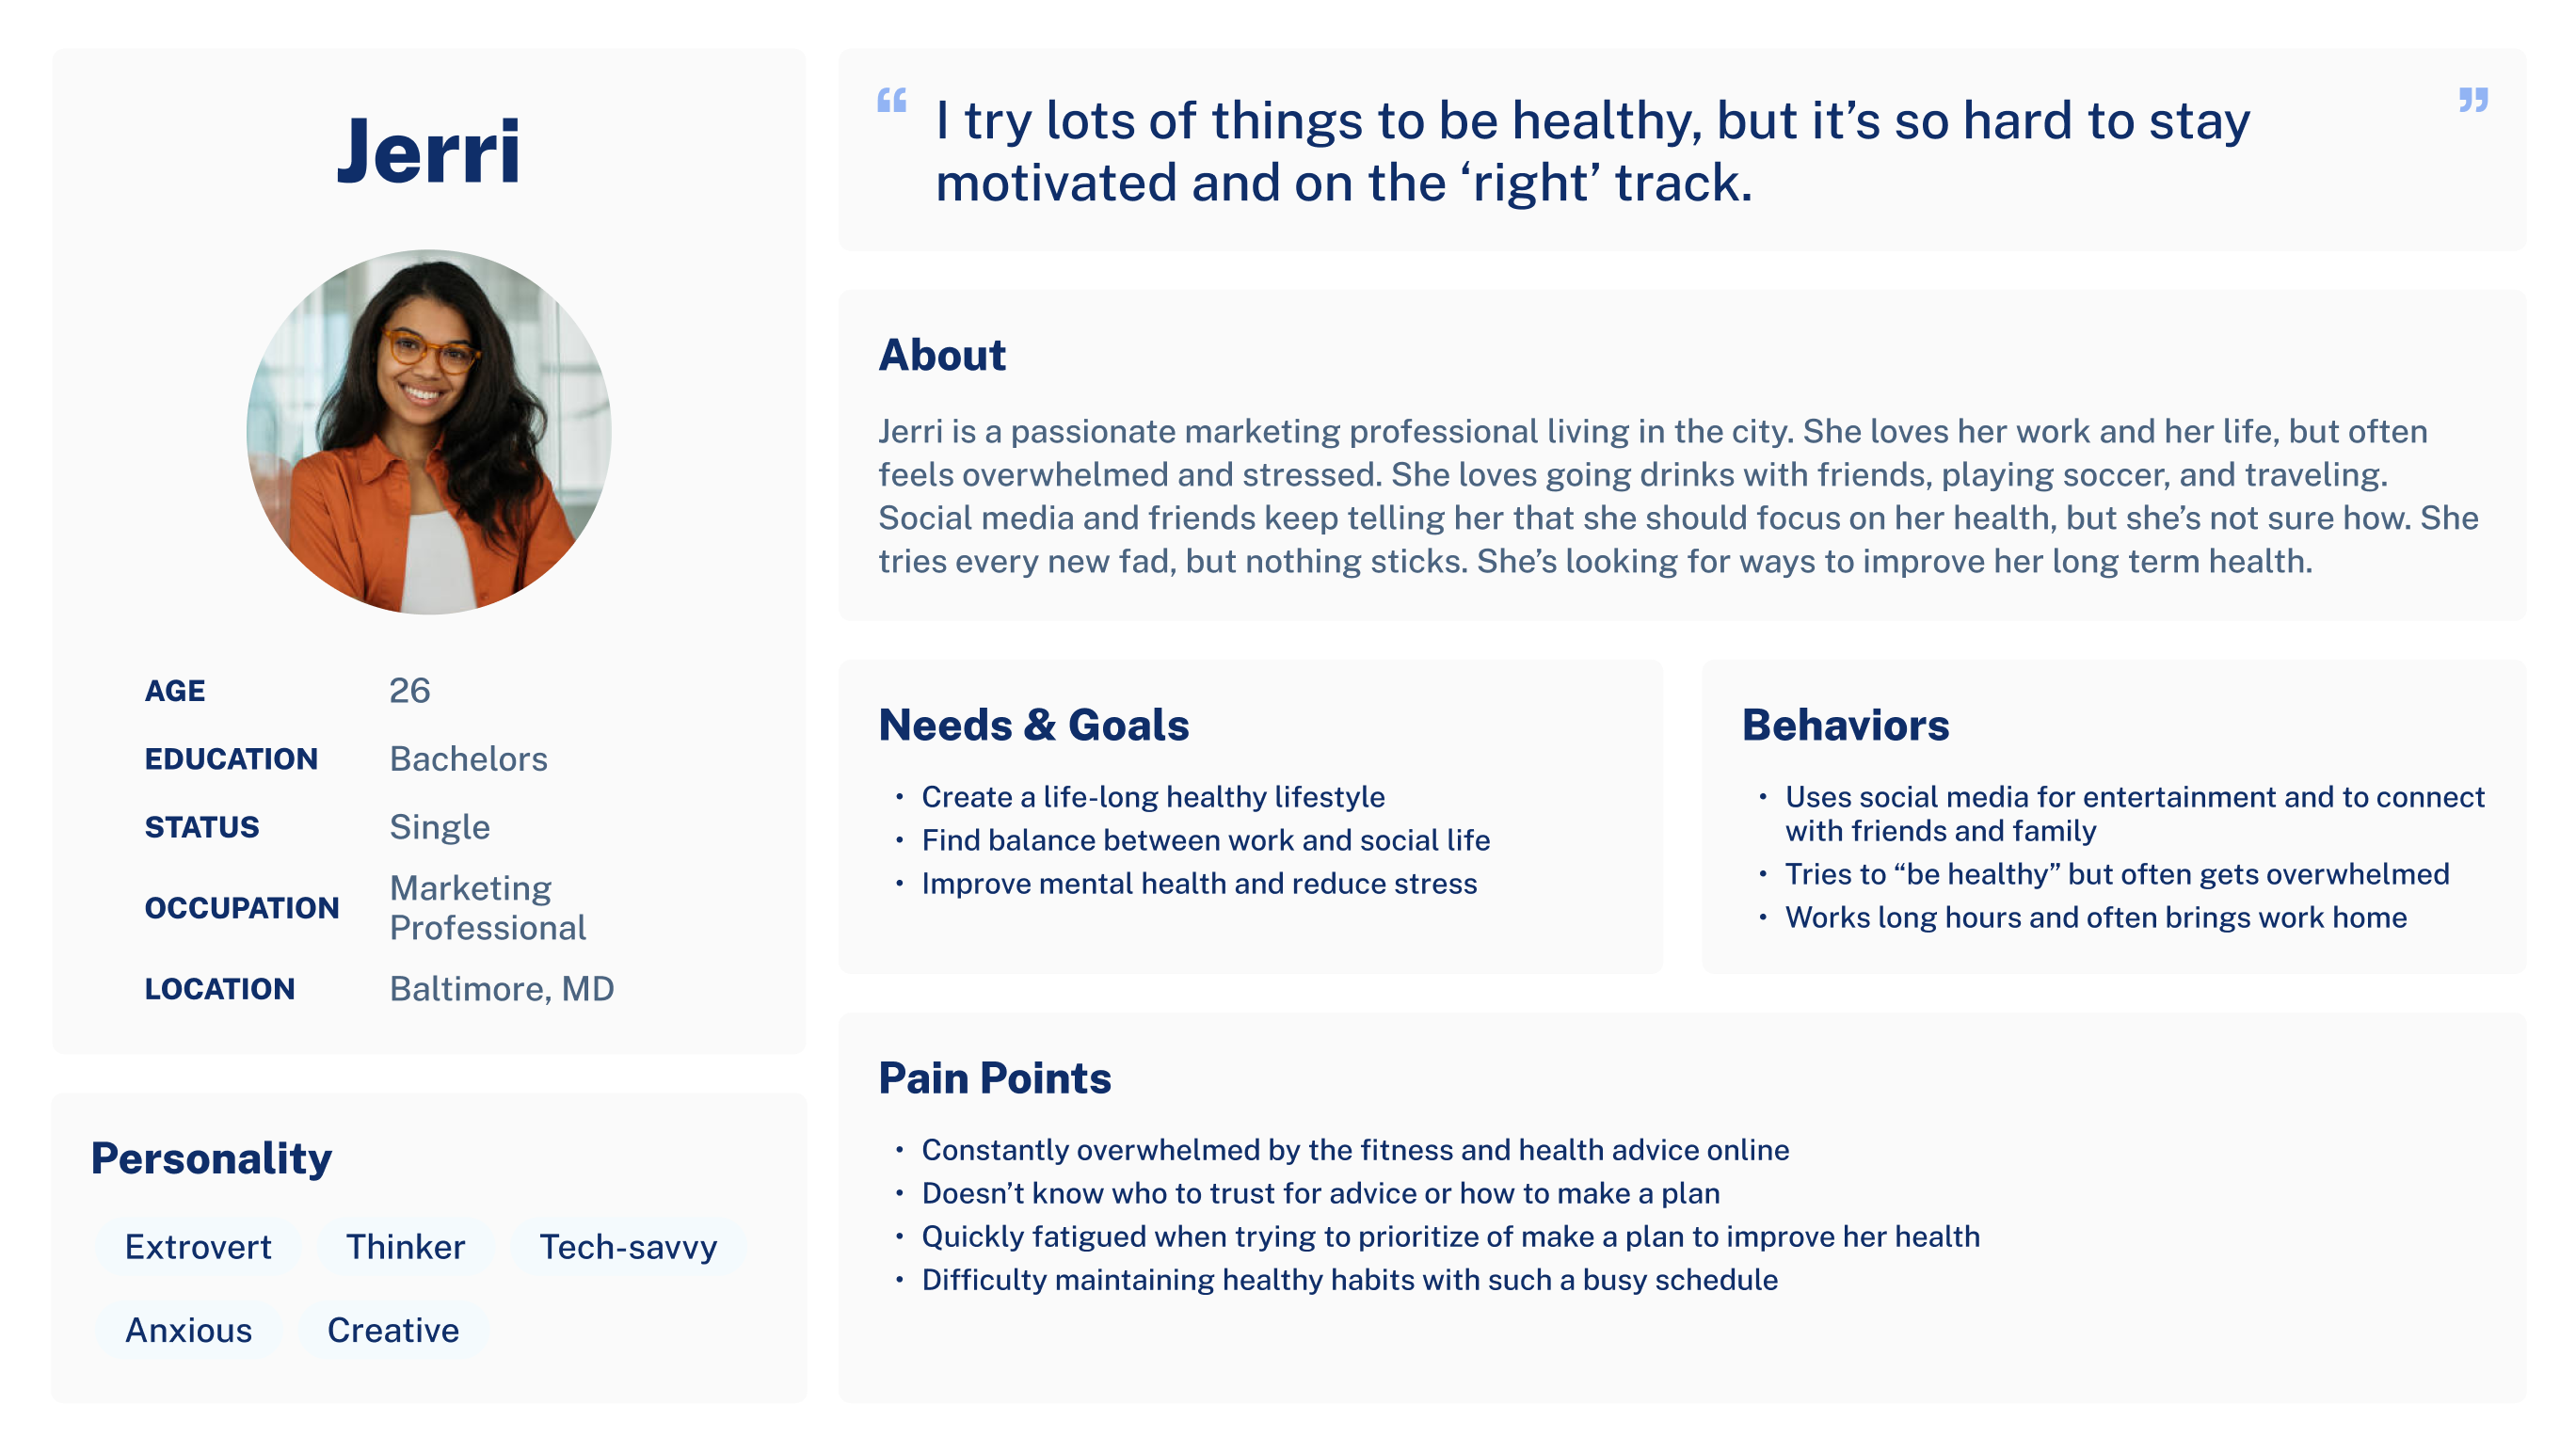 Jerri
AGE 26
EDUCATION Bachelors
STATUS Single
OCCUPATION Marketing
Professional
LOCATION Baltimore, MD
Personality
Extrovert Thinker Tech-savvy
Anxious Creative
“ I try lots of things to be healthy, but it’s so hard to stay ”
motivated and on the ‘right’ track.
About
Jerri is a passionate marketing professional living in the city. She loves her work and her life, but often
feels overwhelmed and stressed. She loves going drinks with friends, playing soccer, and traveling.
Social media and friends keep telling her that she should focus on her health, but she’s not sure how. She
tries every new fad, but nothing sticks. She’s looking for ways to improve her long term health.
Needs & Goals
• Create a life-long healthy lifestyle
• Find balance between work and social life
• Improve mental health and reduce stress
Behaviors
• Uses social media for entertainment and to connect
with friends and family
• Tries to “be healthy” but often gets overwhelmed
• Works long hours and often brings work home
Pain Points
• Constantly overwhelmed by the fitness and health advice online
• Doesn’t know who to trust for advice or how to make a plan
• Quickly fatigued when trying to prioritize of make a plan to improve her health
• Difficulty maintaining healthy habits with such a busy schedule